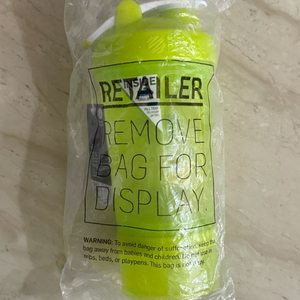 INSIDE
RETAILER
REMOVE
BAG FOR
DISPLAY.
WARNING: To avoid danger of suffocation, keep this
bag away from babies and children. Do not use in
cribs, beds, or playpens. This bag is not a toy.